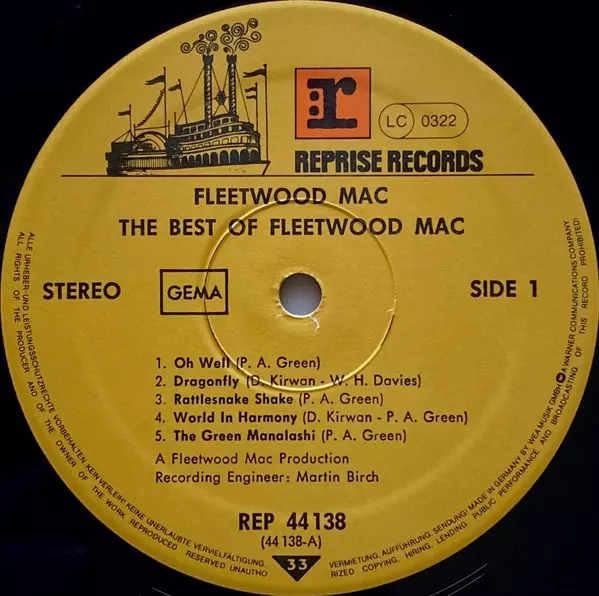 r
LC 0322
REPRISE RECORDS
FLEETWOOD MAC
THE BEST OF FLEETWOOD MAC
STEREO
GEMA
SIDE 1
1. Oh Well (P. A. Green)
2. Dragonfly (D. Kirwan - W. H. Davies)
3. Rattlesnake Shake (P. A. Green)
4. World In Harmony (D. Kirwan - P. A. Green)
5. The Green Manalashi (P. A. Green)
A Fleetwood Mac Production
Recording Engineer: Martin Birch
REP 44 138
(44 138-A)
33
ALLE URHEBER- UND LEISTUNGSSCHUTZRECHTE VORBEHALTEN. KEIN VERLEIH! KEINE UNERLAUBTE VERVIELFÄLTIGUNG, VERMIETUNG, AUFFÜHRUNG, SENDUNG! MADE IN GERMANY BY WEA MUSIK GMBH A WARNER COMMUNICATIONS COMPANY
ALL RIGHTS OF THE PRODUCER AND OF THE OWNER OF THE WORK REPRODUCED RESERVED UNAUTHORIZED COPYING, HIRING, LENDING PUBLIC PERFORMANCE AND BROADCASTING OF THIS RECORD PROHIBITED!